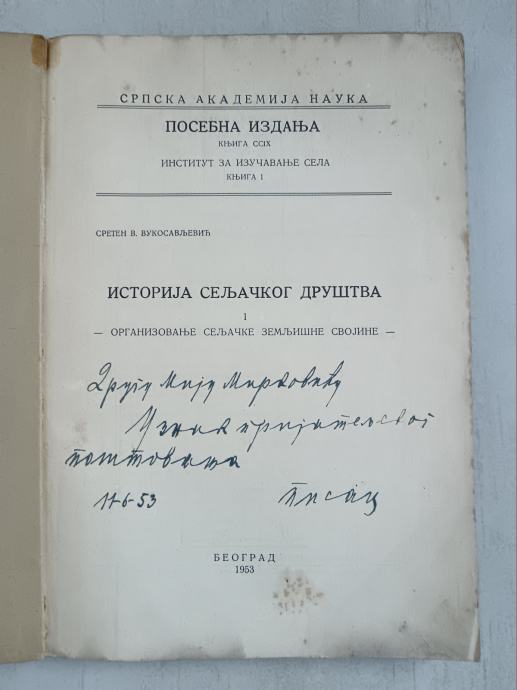 СРПСКА АКАДЕМИЈА НАУКА
ПОСЕБНА ИЗДАЊА
КЊИГА CCIX
ИНСТИТУТ ЗА ИЗУЧАВАЊЕ СЕЛА
КЊИГА 1
СРЕТЕН В. ВУКОСАВЉЕВИЋ
ИСТОРИЈА СЕЉАЧКОГ ДРУШТВА
I
— ОРГАНИЗОВАЊЕ СЕЉАЧКЕ ЗЕМЉИШНЕ СВОЈИНЕ —
Другу Мију Мирковићу
У знак пријатељског
поштовања
6-53 писац
БЕОГРАД
1953